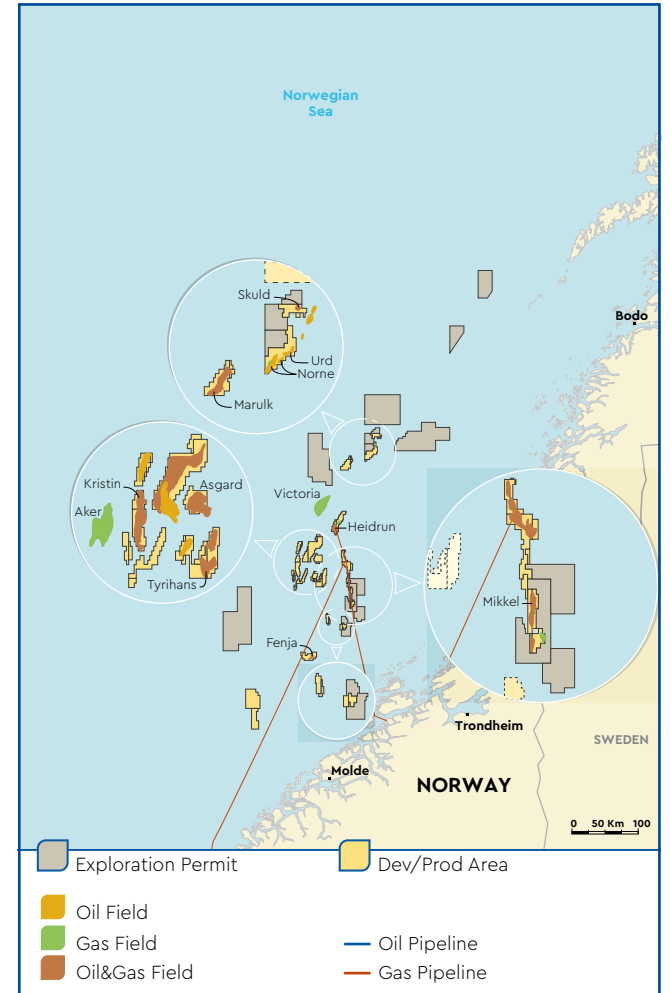 Norwegian
Sea
Bodo
Skuld
Urd
Norne
Marulk
Kristin
Asgard
Aker
Tyrihans
Victoria
Heidrun
Mikkel
Fenja
Trondheim
SWEDEN
Molde
NORWAY
0 50 Km 100
Exploration Permit
Dev/Prod Area
Oil Field
Gas Field
Oil Pipeline
Oil&Gas Field
Gas Pipeline